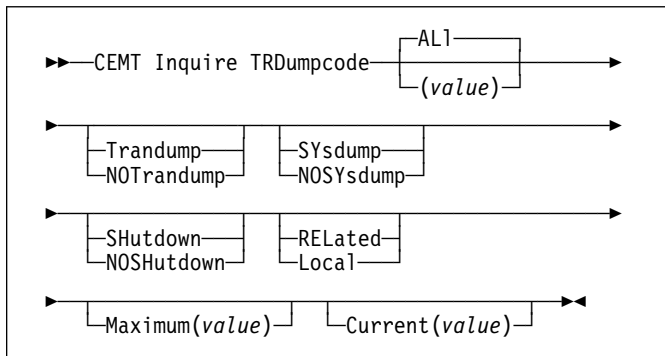 ALl
CEMT Inquire TRDumpcode
(value)
Trandump SYsdump
NOTrandump NOSYsdump
SHutdown RELated
NOSHutdown Local
Maximum(value) Current(value)